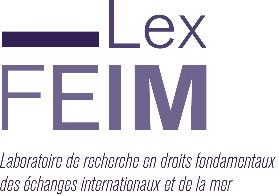 Lex
FEIM
Laboratoire de recherche en droits fondamentaux
des échanges internationaux et de la mer